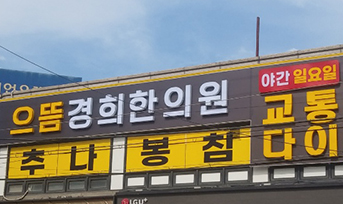 으뜸경희한의원
야간 일요일
교통
추나봉침
다이
LGU+